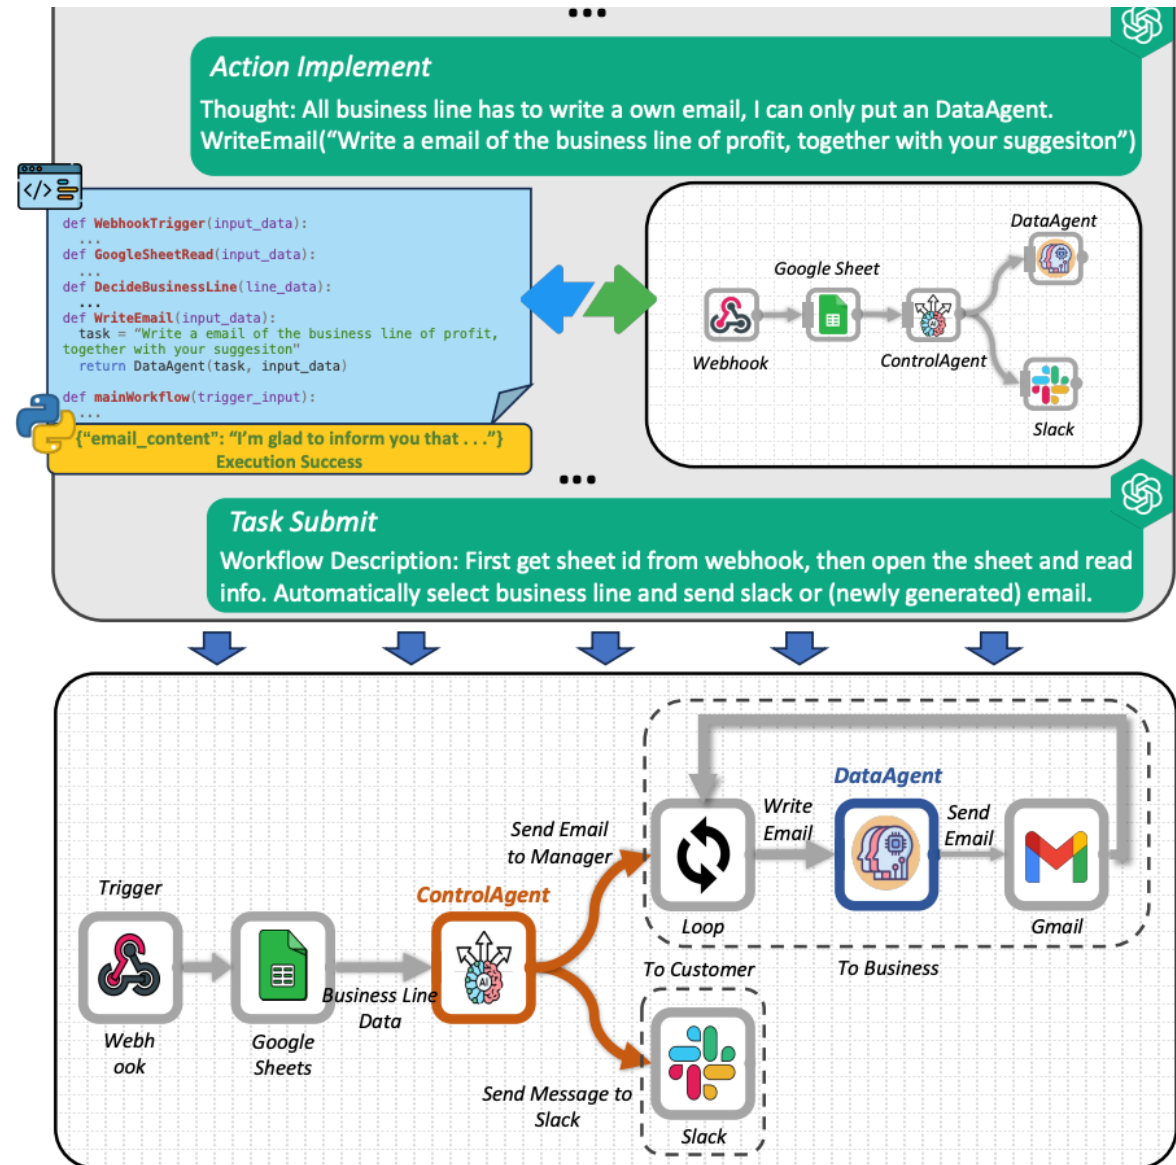 ...
Action Implement
Thought: All business line has to write a own email, I can only put an DataAgent.
WriteEmail(“Write a email of the business line of profit, together with your suggesiton”)
</>
def WebhookTrigger(input_data):
...
def GoogleSheetRead(input_data):
...
def DecideBusinessLine(line_data):
...
def WriteEmail(input_data):
task = “Write a email of the business line of profit,
together with your suggesiton"
return DataAgent(task, input_data)
def mainWorkflow(trigger_input):
...
{“email_content": “I’m glad to inform you that . . .”}
Execution Success
DataAgent
Google Sheet
AI
Webhook
ControlAgent
Slack
...
Task Submit
Workflow Description: First get sheet id from webhook, then open the sheet and read
info. Automatically select business line and send slack or (newly generated) email.
DataAgent
Write
Email
Send
Email
Send Email
to Manager
Trigger
ControlAgent
Loop
Gmail
To Customer
To Business
AI
Business Line
Data
Webh
ook
Google
Sheets
Send Message to
Slack
Slack